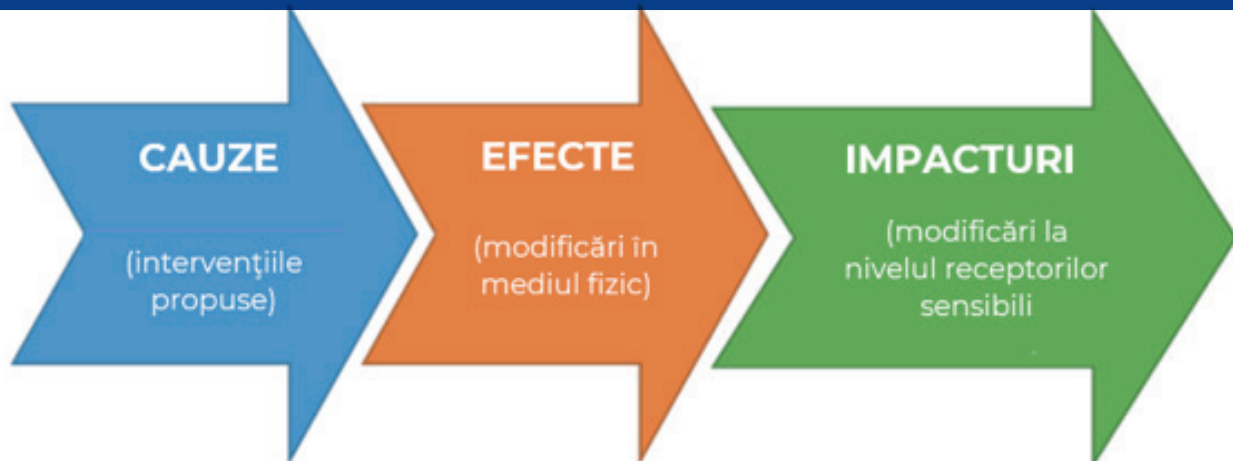 CAUZE
(intervenţiile
propuse)
EFECTE
(modificări în
mediul fizic)
IMPACTURI
(modificări la
nivelul receptorilor
sensibili